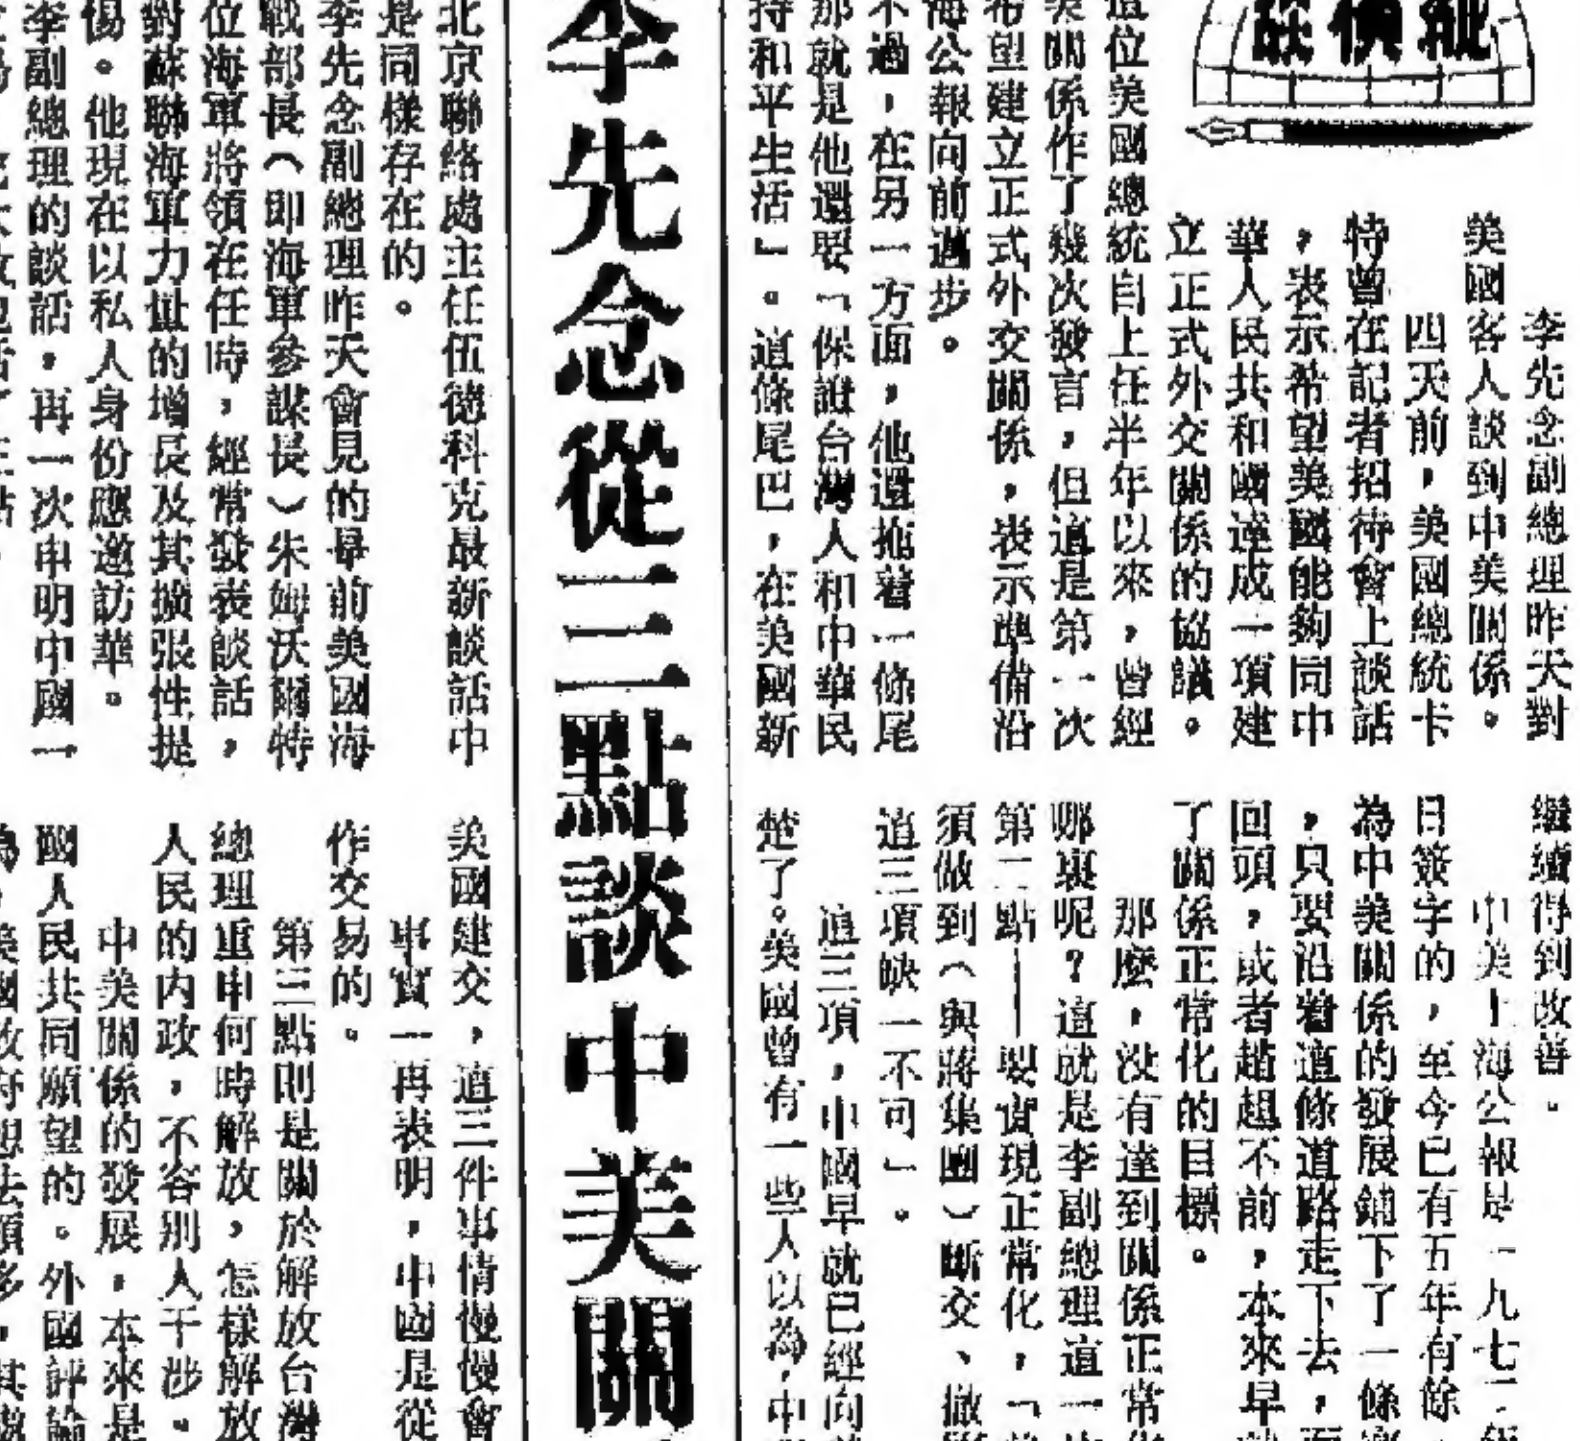 縱橫談
李先念副總理昨天對
美國客人談到中美關係。
四天前,美國總統卡
特曾在記者招待會上談話
,表示希望美國能夠同中
華人民共和國達成一項建
立正式外交關係的協議。
這位美國總統自上任半年以來,曾經
美關係作了幾次發言,但這是第一次
希望建立正式外交關係,表示準備沿
海公報向前邁步。
不過,在另一方面,他還拖着一條尾
那就是他還要「保證台灣人和中華民
持和平生活」。這條尾巴,在美國新
繼續得到改善。
中美上海公報是一九七二年
月簽字的,至今已有五年有餘
為中美關係的發展鋪下了一條
,只要沿着這條道路走下去,
回頭,或者趑趄不前,本來早
了關係正常化的目標。
那麼,没有達到關係正常
哪裏呢?這就是李副總理這一
第二點——要實現正常化,「
須做到(與蔣集團)斷交、撤
這三項缺一不可」。
這三項,中國早就已經向
楚了。美國曾有一些人以為,中
李先念從三點談中美關
北京聯絡處主任伍德科克最新談話中
是同樣存在的。
李先念副總理昨天會見的是前美國海
戰部長(即海軍參謀長)朱姆沃爾特
位海軍將領在任時,經常發表談話,
對蘇聯海軍力量的增長及其擴張性提
惕。他現在以私人身份應邀訪華。
李副總理的談話,再一次申明中國一
美國建交,這三件事情慢慢會
事實一再表明,中國是從
作交易的。
第三點則是關於解放台灣
總理重申何時解放,怎樣解放
人民的内政,不容别人干涉。
中美關係的發展,本來是
國人民共同願望的。外國評論